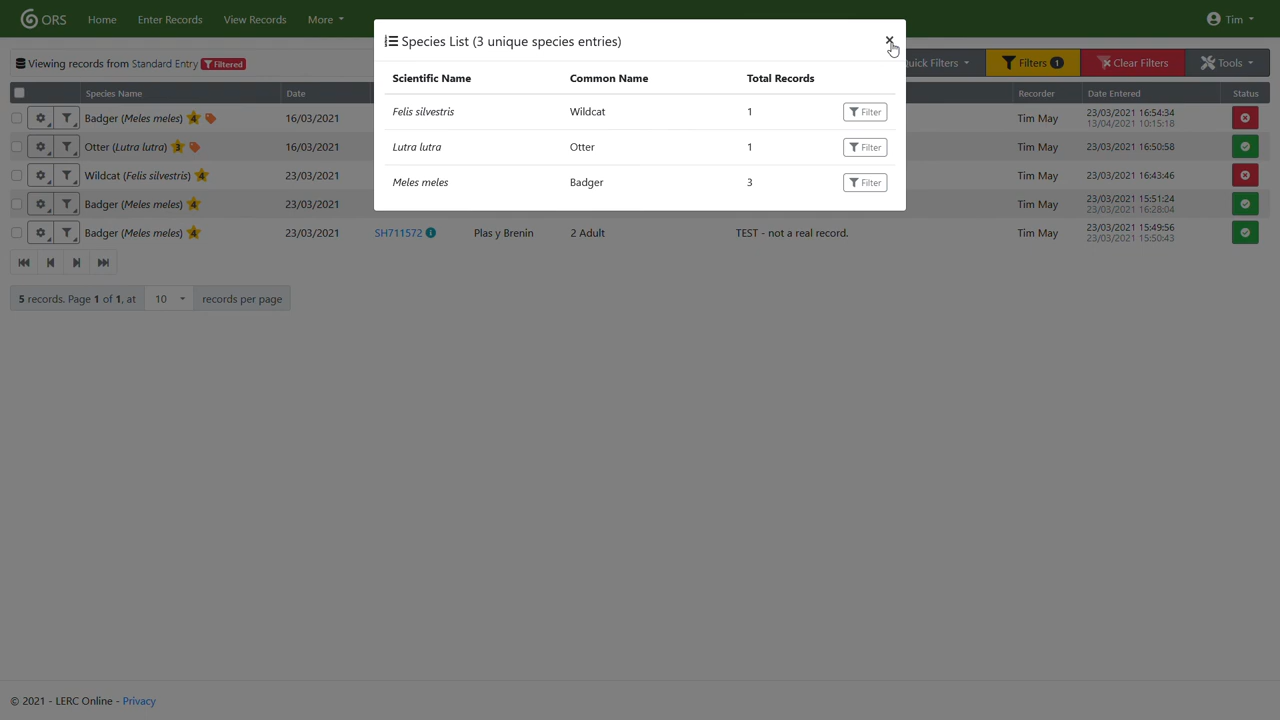 ORS Home Enter Records View Records More Tim
Species List (3 unique species entries) ×
Viewing records from Standard Entry Filtered Quick Filters Filters 1 Clear Filters Tools
Scientific Name Common Name Total Records
Felis silvestris Wildcat 1 Filter
Lutra lutra Otter 1 Filter
Meles meles Badger 3 Filter
Species Name Date Recorder Date Entered Status
Badger (Meles meles) 4 16/03/2021 Tim May 23/03/2021 16:54:34
13/04/2021 10:15:18
Otter (Lutra lutra) 3 16/03/2021 Tim May 23/03/2021 16:50:58
Wildcat (Felis silvestris) 4 23/03/2021 Tim May 23/03/2021 16:43:46
Badger (Meles meles) 4 23/03/2021 Tim May 23/03/2021 15:51:24
23/03/2021 16:28:04
Badger (Meles meles) 4 23/03/2021 SH711572 Plas y Brenin 2 Adult TEST - not a real record. Tim May 23/03/2021 15:49:56
23/03/2021 15:50:43
5 records. Page 1 of 1, at 10 records per page
© 2021 - LERC Online - Privacy